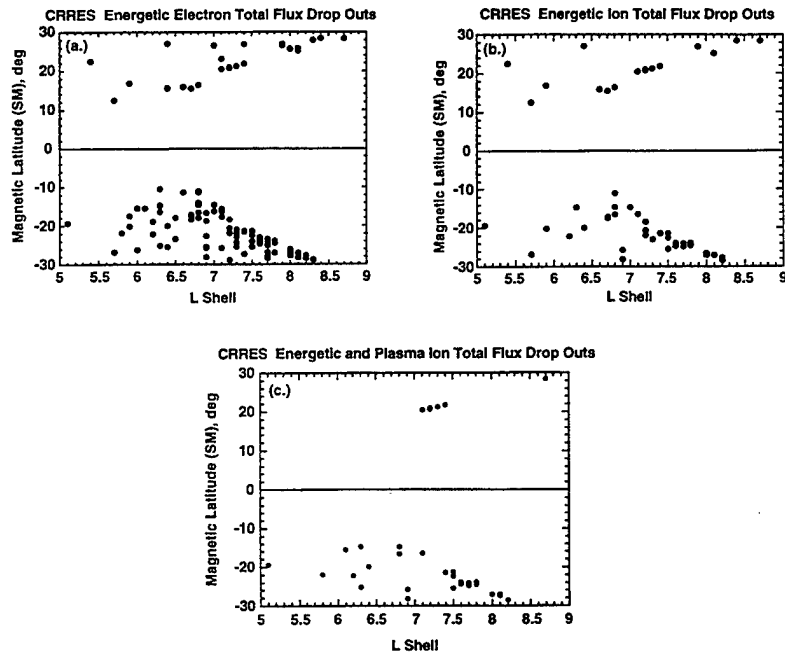 CRRES Energetic Electron Total Flux Drop Outs
(a.)
30
20
10
0
-10
-20
-30
Magnetic Latitude (SM), deg
5 5.5 6 6.5 7 7.5 8 8.5 9
L Shell
CRRES Energetic Ion Total Flux Drop Outs
(b.)
30
20
10
0
-10
-20
-30
Magnetic Latitude (SM), deg
5 5.5 6 6.5 7 7.5 8 8.5 9
L Shell
CRRES Energetic and Plasma Ion Total Flux Drop Outs
(c.)
30
20
10
0
-10
-20
-30
Magnetic Latitude (SM), deg
5 5.5 6 6.5 7 7.5 8 8.5 9
L Shell